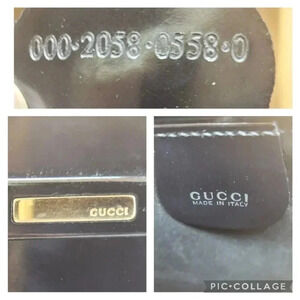 000·2058·0558·0
GUCCI
GUCCI
MADE IN ITALY
PIC•COLLAGE